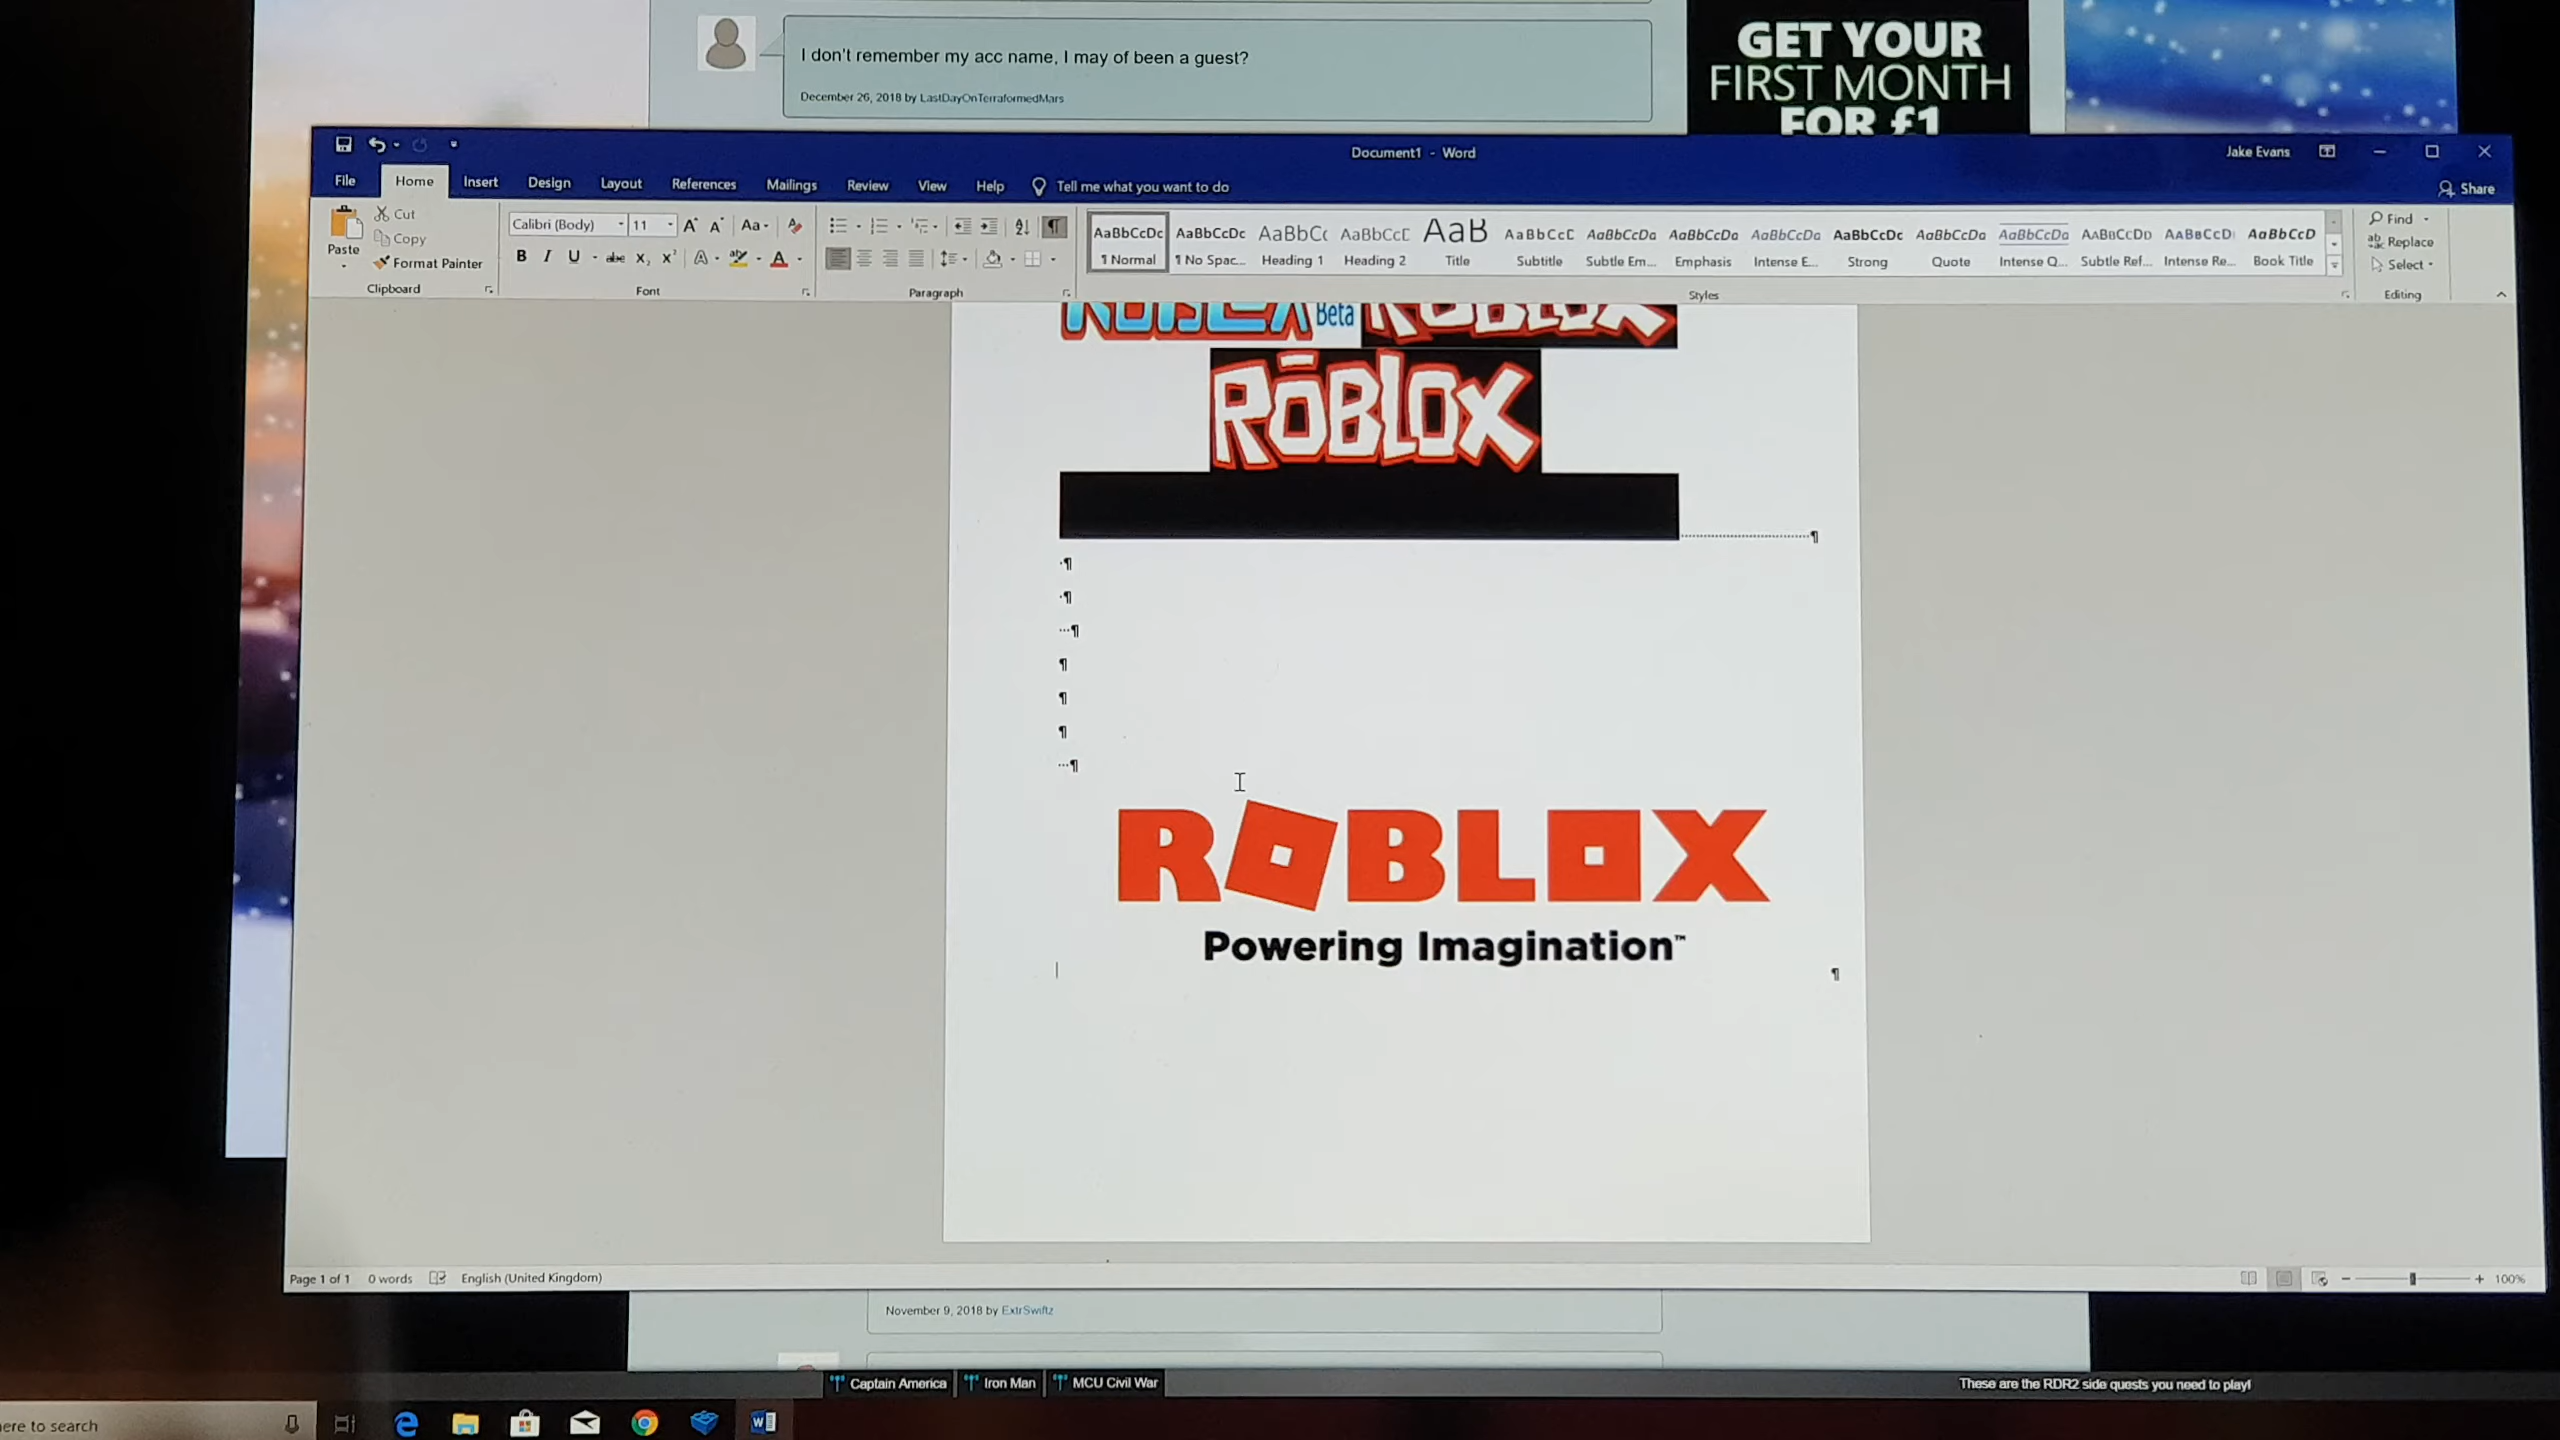 I don't remember my acc name, I may of been a guest?
December 26, 2018 by LastDayOnTerraformedMars
GET YOUR
FIRST MONTH
FOR £1
Document1 - Word
Jake Evans
File Home Insert Design Layout References Mailings Review View Help Tell me what you want to do
Share
Paste
Cut
Copy
Format Painter
Clipboard
Calibri (Body) 11
Font
Paragraph
AaBbCcDc AaBbCcDc AaBbCc AaBbCcD AaB AaBbCcC AaBbCcDa AaBbCcDa AaBbCcDa AaBbCcDc AaBbCcDa AaBbCcDa AABBCCDD AABBCCD AaBbCcD
¶ Normal ¶ No Spac... Heading 1 Heading 2 Title Subtitle Subtle Em... Emphasis Intense E... Strong Quote Intense Q... Subtle Ref... Intense Re... Book Title
Styles
Find
Replace
Select
Editing
ROBLOX Beta ROBLOX
ROBLOX
ROBLOX
Powering Imagination™
Page 1 of 1 0 words English (United Kingdom)
100%
November 9, 2018 by ExtrSwiftz
Captain America Iron Man MCU Civil War
These are the RDR2 side quests you need to play!
ere to search